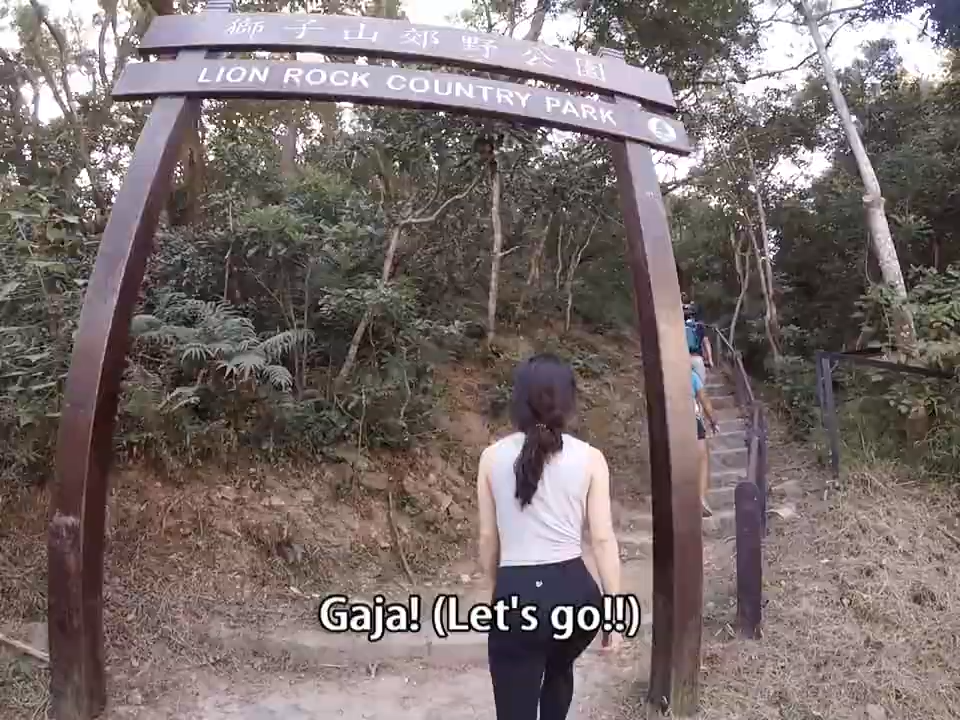 獅子山郊野公園
LION ROCK COUNTRY PARK
Gaja! (Let's go!!)